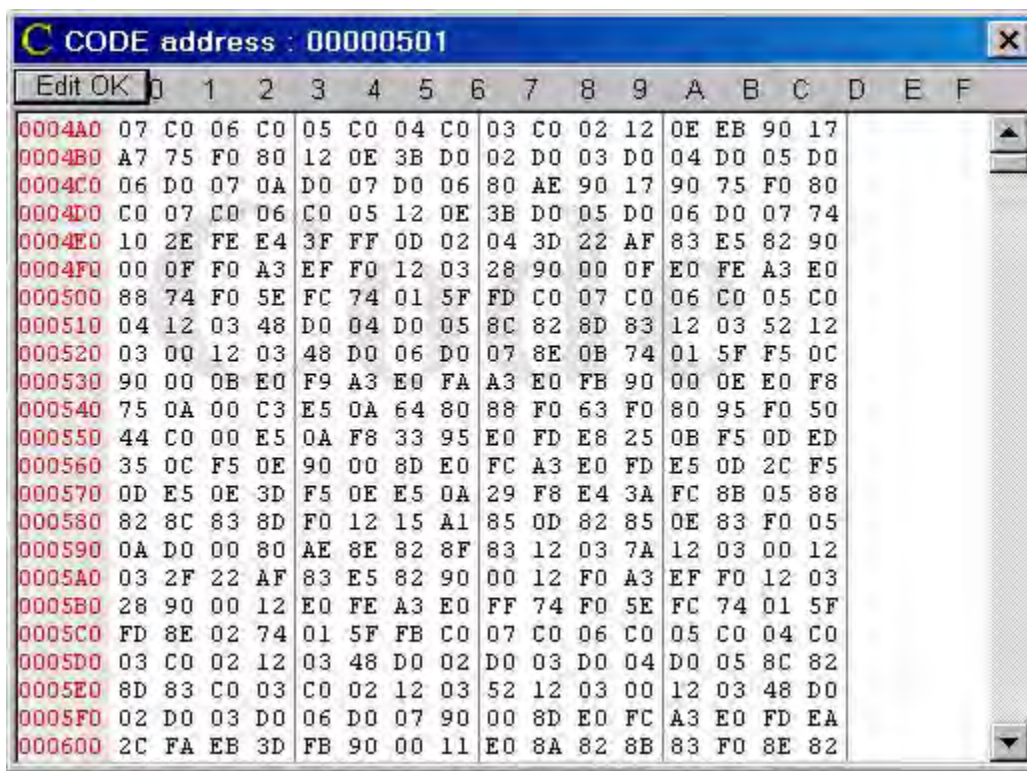 C CODE address : 00000501
Edit OK 0 1 2 3 4 5 6 7 8 9 A B C D E F
0004A0 07 C0 06 C0 05 C0 04 C0 03 C0 02 12 0E EB 90 17
0004B0 A7 75 F0 80 12 0E 3B D0 02 D0 03 D0 04 D0 05 D0
0004C0 06 D0 07 0A D0 07 D0 06 80 AE 90 17 90 75 F0 80
0004D0 C0 07 C0 06 C0 05 12 0E 3B D0 05 D0 06 D0 07 74
0004E0 10 2E FE E4 3F FF 0D 02 04 3D 22 AF 83 E5 82 90
0004F0 00 0F F0 A3 EF F0 12 03 28 90 00 0F E0 FE A3 E0
000500 88 74 F0 5E FC 74 01 5F FD C0 07 C0 06 C0 05 C0
000510 04 12 03 48 D0 04 D0 05 8C 82 8D 83 12 03 52 12
000520 03 00 12 03 48 D0 06 D0 07 8E 0B 74 01 5F F5 0C
000530 90 00 0B E0 F9 A3 E0 FA A3 E0 FB 90 00 0E E0 F8
000540 75 0A 00 C3 E5 0A 64 80 88 F0 63 F0 80 95 F0 50
000550 44 C0 00 E5 0A F8 33 95 E0 FD E8 25 0B F5 0D ED
000560 35 0C F5 0E 90 00 8D E0 FC A3 E0 FD E5 0D 2C F5
000570 0D E5 0E 3D F5 0E E5 0A 29 F8 E4 3A FC 8B 05 88
000580 82 8C 83 8D F0 12 15 A1 85 0D 82 85 0E 83 F0 05
000590 0A D0 00 80 AE 8E 82 8F 83 12 03 7A 12 03 00 12
0005A0 03 2F 22 AF 83 E5 82 90 00 12 F0 A3 EF F0 12 03
0005B0 28 90 00 12 E0 FE A3 E0 FF 74 F0 5E FC 74 01 5F
0005C0 FD 8E 02 74 01 5F FB C0 07 C0 06 C0 05 C0 04 C0
0005D0 03 C0 02 12 03 48 D0 02 D0 03 D0 04 D0 05 8C 82
0005E0 8D 83 C0 03 C0 02 12 03 52 12 03 00 12 03 48 D0
0005F0 02 D0 03 D0 06 D0 07 90 00 8D E0 FC A3 E0 FD EA
000600 2C FA EB 3D FB 90 00 11 E0 8A 82 8B 83 F0 8E 82
Code